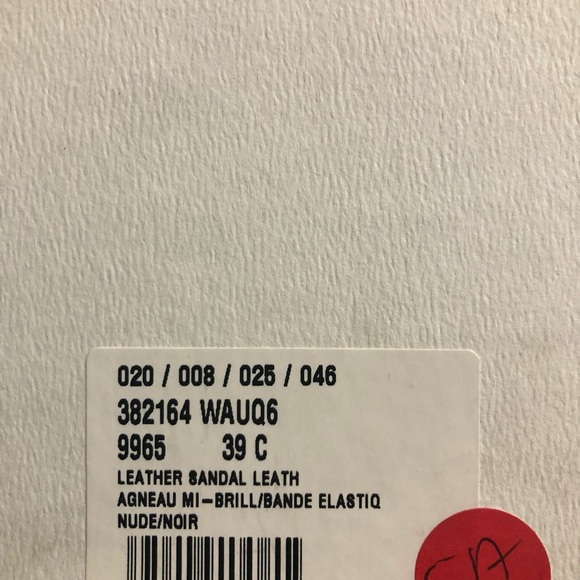 020 / 008 / 025 / 046
382164 WAUQ6
9965 39 C
LEATHER SANDAL LEATH
AGNEAU MI-BRILL/BANDE ELASTIQ
NUDE/NOIR